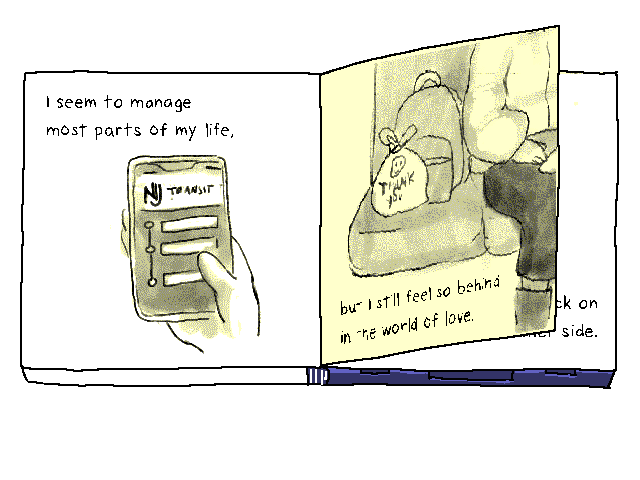 I seem to manage
most parts of my life,
NJ TRANSIT
THANK
YOU
but I still feel so behind
in the world of love.
on
side.